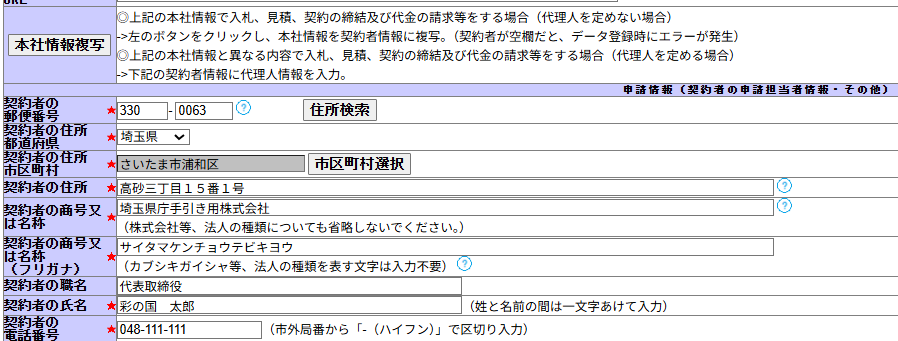 URL
◎上記の本社情報で入札、見積、契約の締結及び代金の請求等をする場合（代理人を定めない場合）
本社情報複写
->左のボタンをクリックし、本社情報を契約者情報に複写。（契約者が空欄だと、データ登録時にエラーが発生）
◎上記の本社情報と異なる内容で入札、見積、契約の締結及び代金の請求等をする場合（代理人を定める場合）
->下記の契約者情報に代理人情報を入力。
申請情報（契約者の申請担当者情報・その他）
契約者の
郵便番号
★ 330 - 0063 ? 住所検索
契約者の住所
都道府県
★ 埼玉県
契約者の住所
市区町村
★ さいたま市浦和区 市区町村選択
契約者の住所 ★ 高砂三丁目１５番１号 ?
契約者の商号又
は名称
★ 埼玉県庁手引き用株式会社 ?
（株式会社等、法人の種類についても省略しないでください。）
契約者の商号又
は名称
（フリガナ）
★ サイタマケンチョウテビキヨウ
（カブシキガイシャ等、法人の種類を表す文字は入力不要） ?
契約者の職名 代表取締役
契約者の氏名 ★ 彩の国　太郎 （姓と名前の間は一文字あけて入力）
契約者の
電話番号
★ 048-111-111 （市外局番から「-（ハイフン）」で区切り入力）